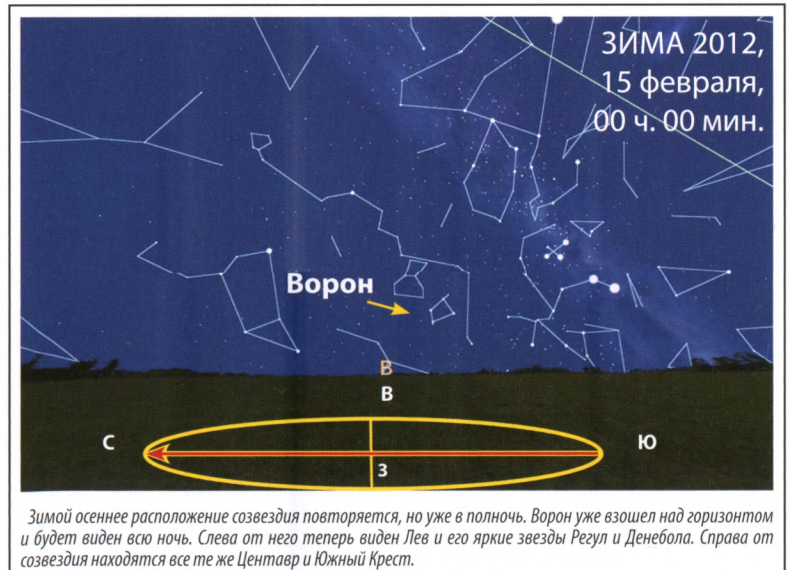 ЗИМА 2012,
15 февраля,
00 ч. 00 мин.
Ворон
В
В
С
Ю
З
Зимой осеннее расположение созвездия повторяется, но уже в полночь. Ворон уже взошел над горизонтом
и будет виден всю ночь. Слева от него теперь виден Лев и его яркие звезды Регул и Денебола. Справа от
созвездия находятся все те же Центавр и Южный Крест.